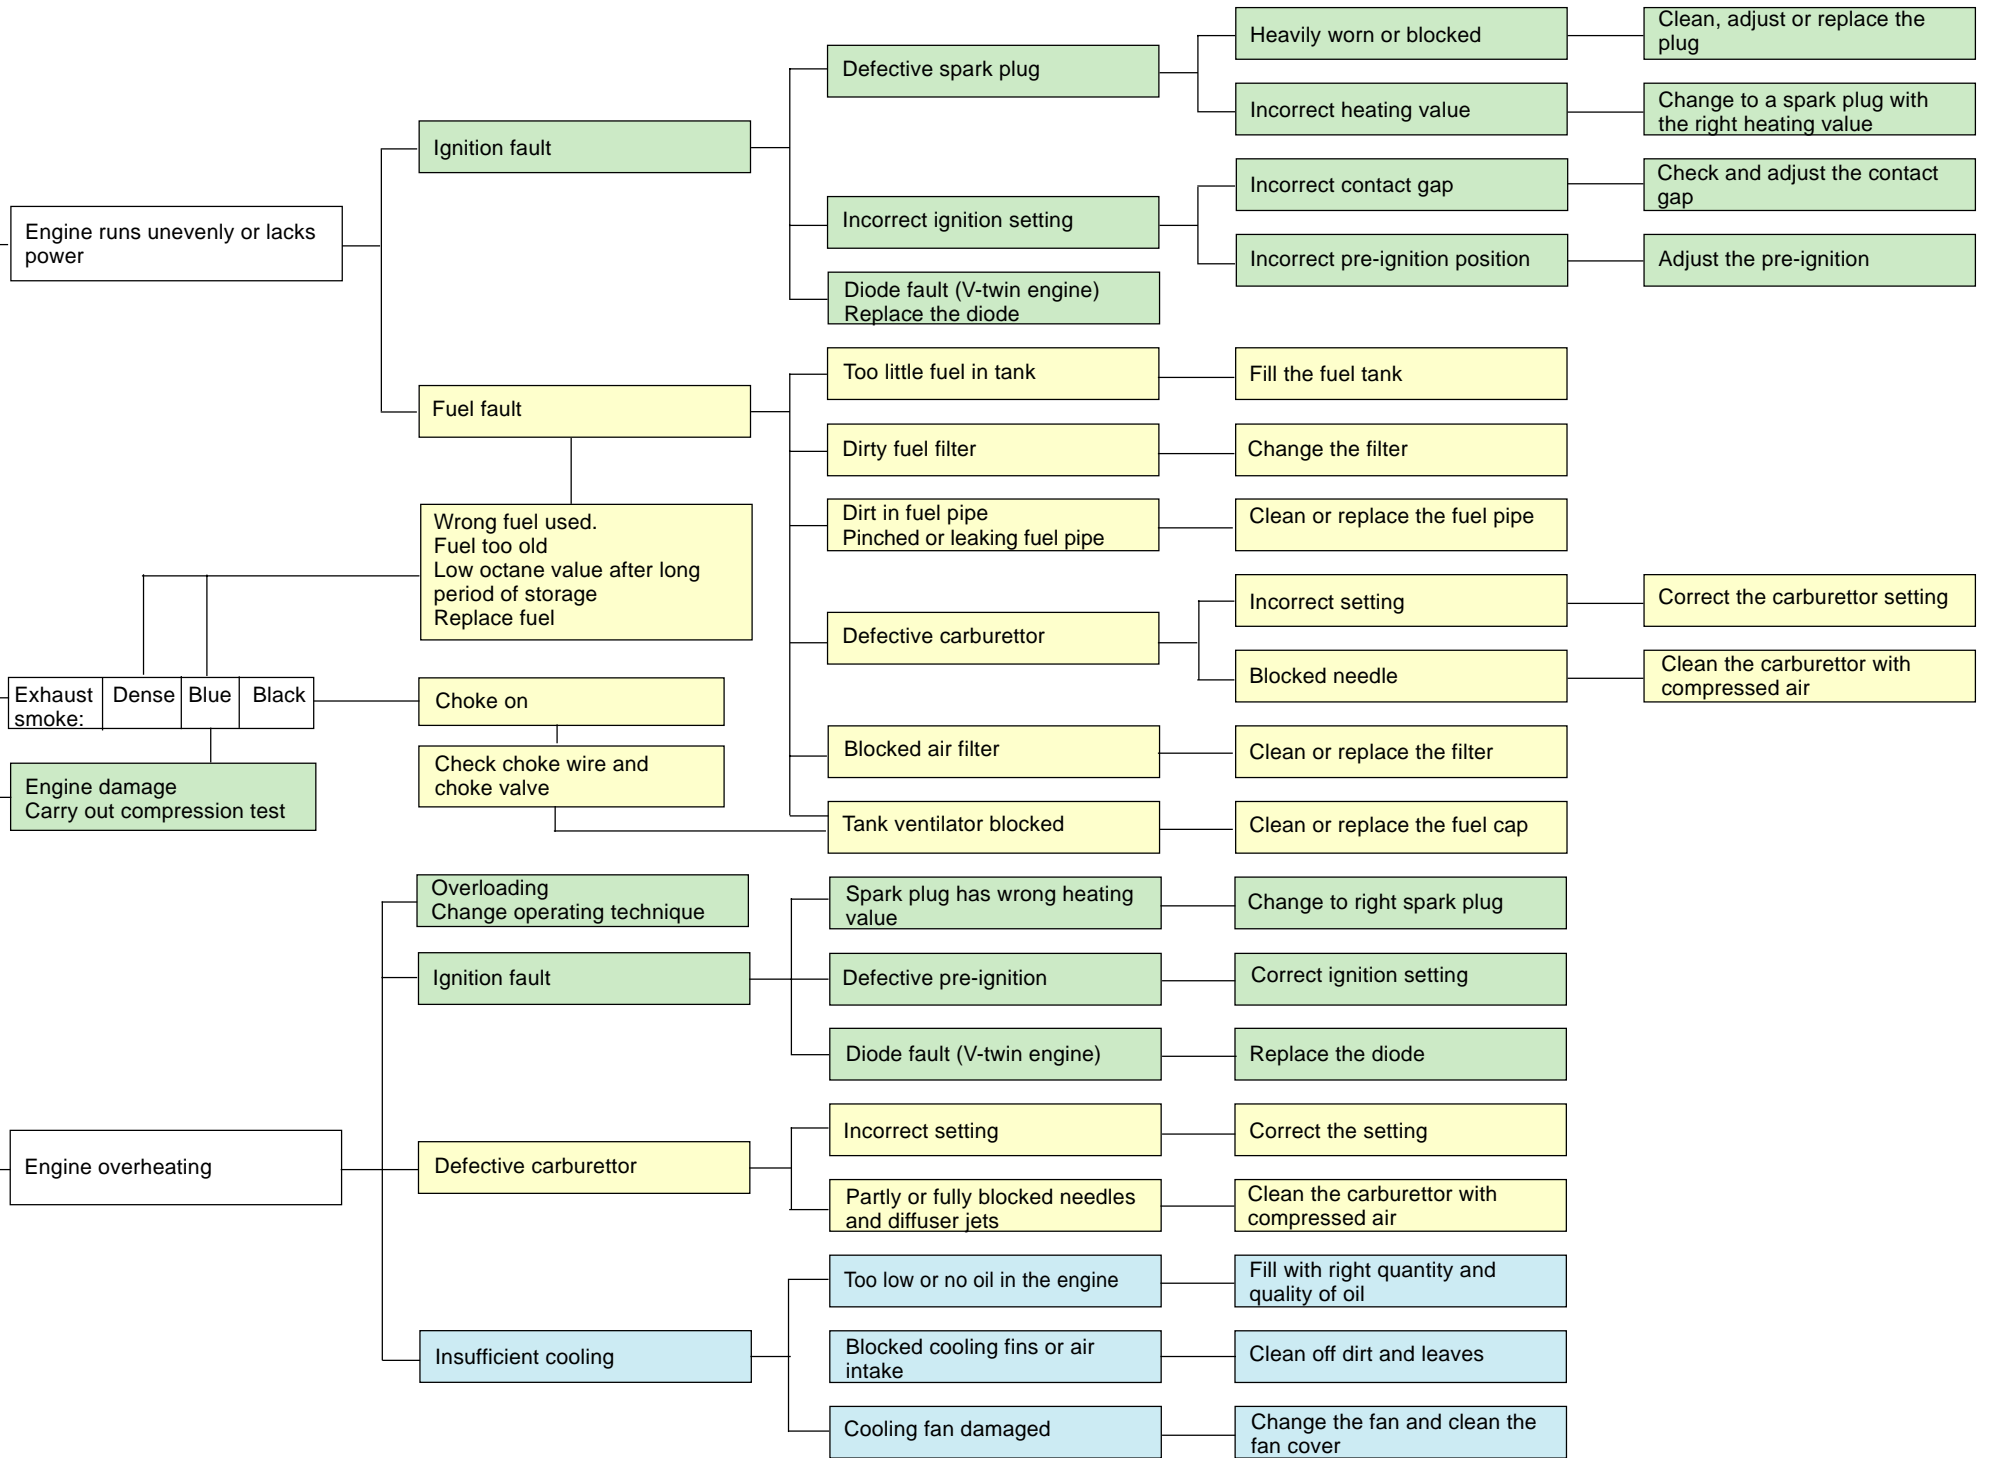 Engine runs unevenly or lacks
power
Ignition fault
Defective spark plug
Heavily worn or blocked
Clean, adjust or replace the
plug
Incorrect heating value
Change to a spark plug with
the right heating value
Incorrect ignition setting
Incorrect contact gap
Check and adjust the contact
gap
Incorrect pre-ignition position
Adjust the pre-ignition
Diode fault (V-twin engine)
Replace the diode
Fuel fault
Too little fuel in tank
Fill the fuel tank
Dirty fuel filter
Change the filter
Wrong fuel used.
Fuel too old
Low octane value after long
period of storage
Replace fuel
Dirt in fuel pipe
Pinched or leaking fuel pipe
Clean or replace the fuel pipe
Defective carburettor
Incorrect setting
Correct the carburettor setting
Blocked needle
Clean the carburettor with
compressed air
Exhaust
smoke:
Dense
Blue
Black
Choke on
Check choke wire and
choke valve
Blocked air filter
Clean or replace the filter
Engine damage
Carry out compression test
Tank ventilator blocked
Clean or replace the fuel cap
Engine overheating
Overloading
Change operating technique
Ignition fault
Spark plug has wrong heating
value
Change to right spark plug
Defective pre-ignition
Correct ignition setting
Diode fault (V-twin engine)
Replace the diode
Defective carburettor
Incorrect setting
Correct the setting
Partly or fully blocked needles
and diffuser jets
Clean the carburettor with
compressed air
Insufficient cooling
Too low or no oil in the engine
Fill with right quantity and
quality of oil
Blocked cooling fins or air
intake
Clean off dirt and leaves
Cooling fan damaged
Change the fan and clean the
fan cover